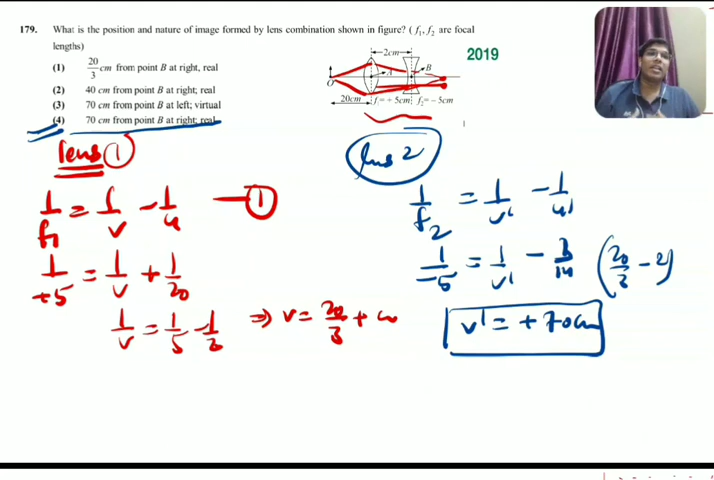 179. What is the position and nature of image formed by lens combination shown in figure? (f₁, f₂ are focal
lengths)
(1) 20/3 cm from point B at right, real
(2) 40 cm from point B at right; real
(3) 70 cm from point B at left; virtual
(4) 70 cm from point B at right; real
2cm
A
B
O
20cm f₁=+5cm f₂=−5cm
2019
lens ①
1/f₁ = 1/v − 1/u —①
1/+5 = 1/v + 1/20
1/v = 1/5 − 1/2 ⇒ v = 20/3 +
lens 2
1/f₂ = 1/v' − 1/u'
1/−5 = 1/v' − 3/14 (20/3 − 2)
v' = +70cm